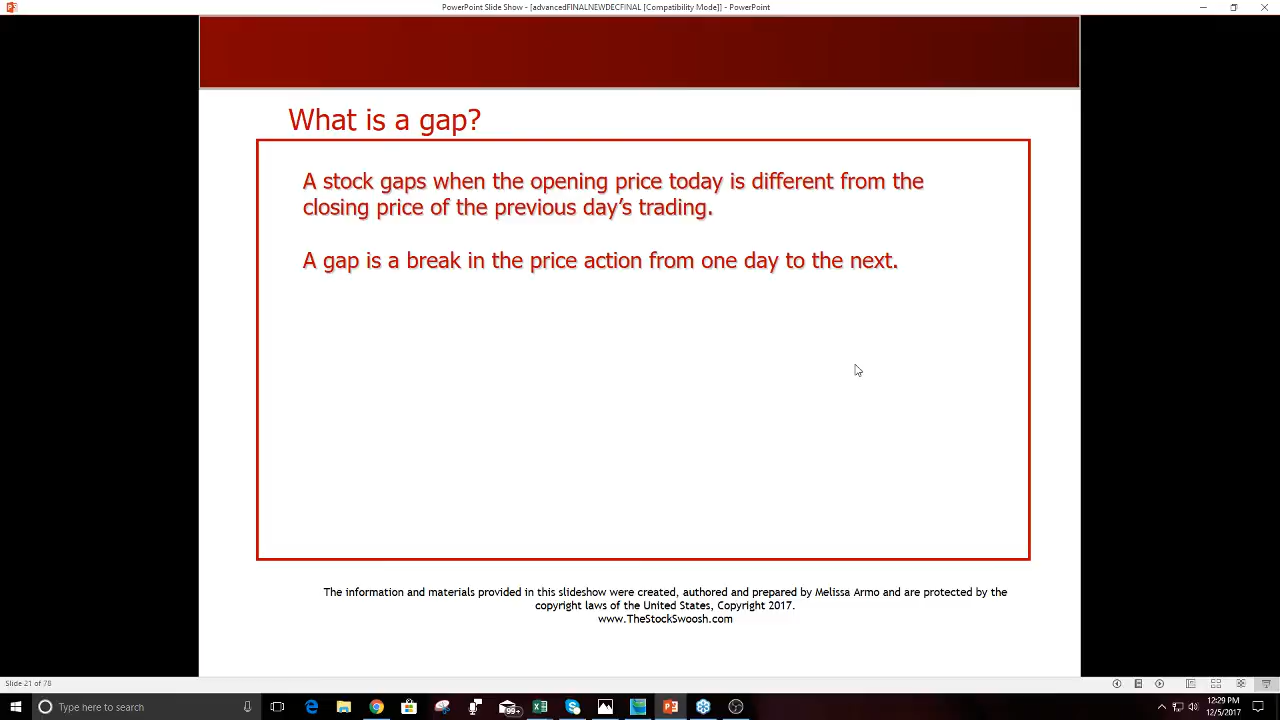 PowerPoint Slide Show - [advancedFINALNEWDECFINAL [Compatibility Mode]] - PowerPoint
What is a gap?
A stock gaps when the opening price today is different from the
closing price of the previous day’s trading.
A gap is a break in the price action from one day to the next.
The information and materials provided in this slideshow were created, authored and prepared by Melissa Armo and are protected by the
copyright laws of the United States, Copyright 2017.
www.TheStockSwoosh.com
Slide 21 of 78
Type here to search
99+
12:29 PM
12/5/2017